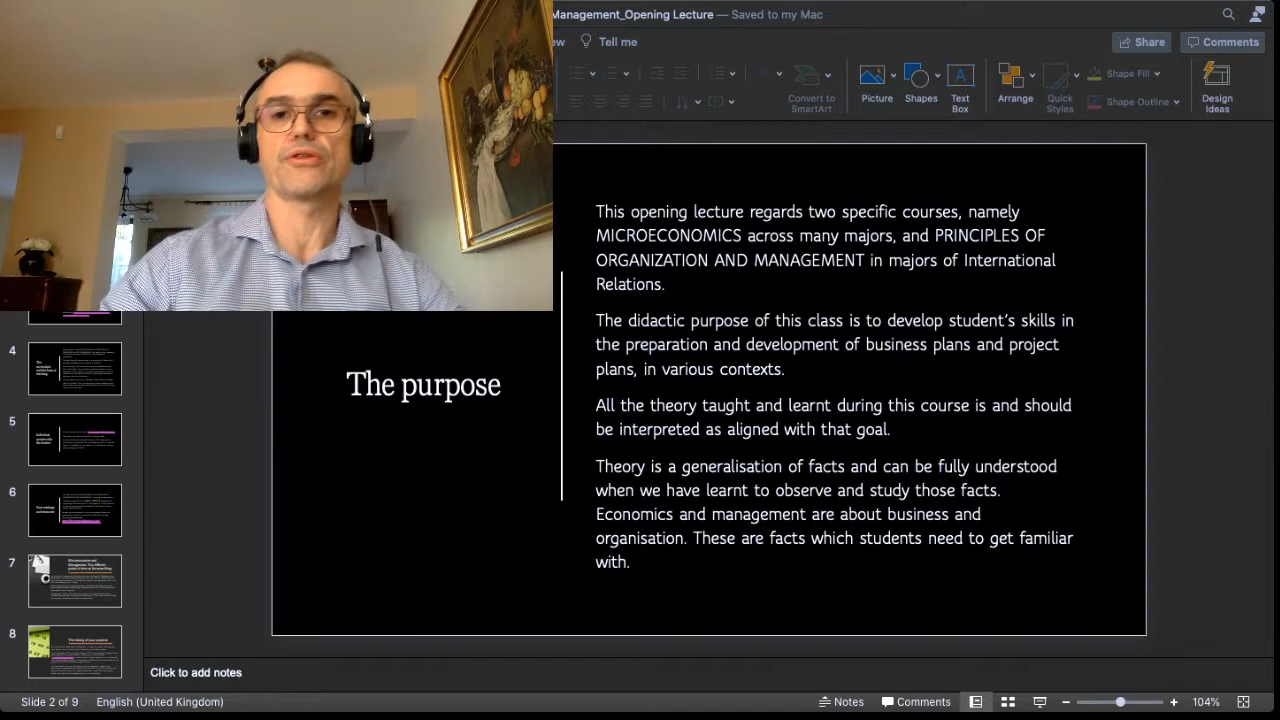 Management_Opening Lecture — Saved to my Mac
ew
Tell me
Share
Comments
Convert to
SmartArt
Picture
Shapes
Text
Box
Arrange
Quick
Styles
Shape Fill
Shape Outline
Design
Ideas
This opening lecture regards two specific courses, namely
MICROECONOMICS across many majors, and PRINCIPLES OF
ORGANIZATION AND MANAGEMENT in majors of International
Relations.
The didactic purpose of this class is to develop student's skills in
the preparation and development of business plans and project
plans, in various contexts.
All the theory taught and learnt during this course is and should
be interpreted as aligned with that goal.
Theory is a generalisation of facts and can be fully understood
when we have learnt to observe and study those facts.
Economics and management are about business and
organisation. These are facts which students need to get familiar
with.
The purpose
4
5
6
7
8
Click to add notes
Slide 2 of 9
English (United Kingdom)
Notes
Comments
104%